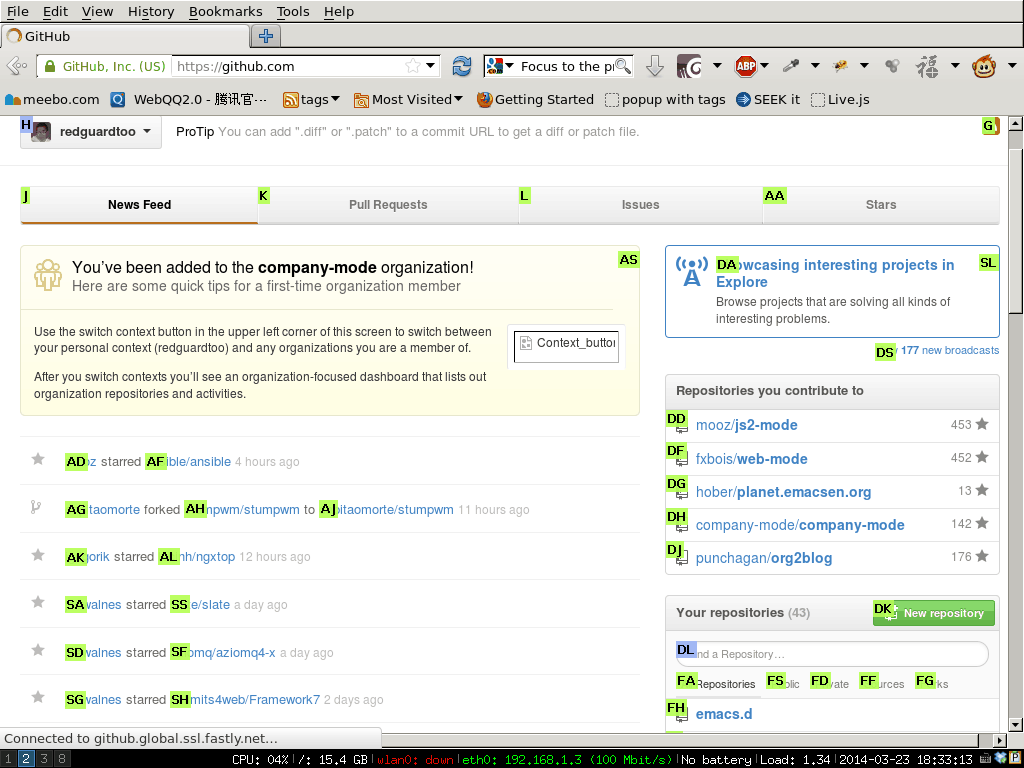 File Edit View History Bookmarks Tools Help
GitHub
GitHub, Inc. (US) https://github.com Focus to the pr ABP 福
meebo.com WebQQ2.0 - 腾讯官… tags Most Visited Getting Started popup with tags SEEK it Live.js
H redguardtoo ProTip You can add ".diff" or ".patch" to a commit URL to get a diff or patch file. G
J News Feed K Pull Requests L Issues AA Stars
You've been added to the company-mode organization! AS
Here are some quick tips for a first-time organization member
Use the switch context button in the upper left corner of this screen to switch between
your personal context (redguardtoo) and any organizations you are a member of.
Context_button
After you switch contexts you'll see an organization-focused dashboard that lists out
organization repositories and activities.
AD z starred AF ible/ansible 4 hours ago
AG taomorte forked AH npwm/stumpwm to AJ itaomorte/stumpwm 11 hours ago
AK orik starred AL nh/ngxtop 12 hours ago
SA walnes starred SS e/slate a day ago
SD walnes starred SF omq/aziomq4-x a day ago
SG walnes starred SH mits4web/Framework7 2 days ago
DA owcasing interesting projects in SL
Explore
Browse projects that are solving all kinds of
interesting problems.
DS 177 new broadcasts
Repositories you contribute to
DD mooz/js2-mode 453
DF fxbois/web-mode 452
DG hober/planet.emacsen.org 13
DH company-mode/company-mode 142
DJ punchagan/org2blog 176
Your repositories (43) DK New repository
DL nd a Repository…
FA Repositories FS lic FD ate FF urces FG ks
FH emacs.d
Connected to github.global.ssl.fastly.net…
1 2 3 8 CPU: 04% /: 15.4 GB wlan0: down eth0: 192.168.1.3 (100 Mbit/s) No battery Load: 1.34 2014-03-23 18:33:13